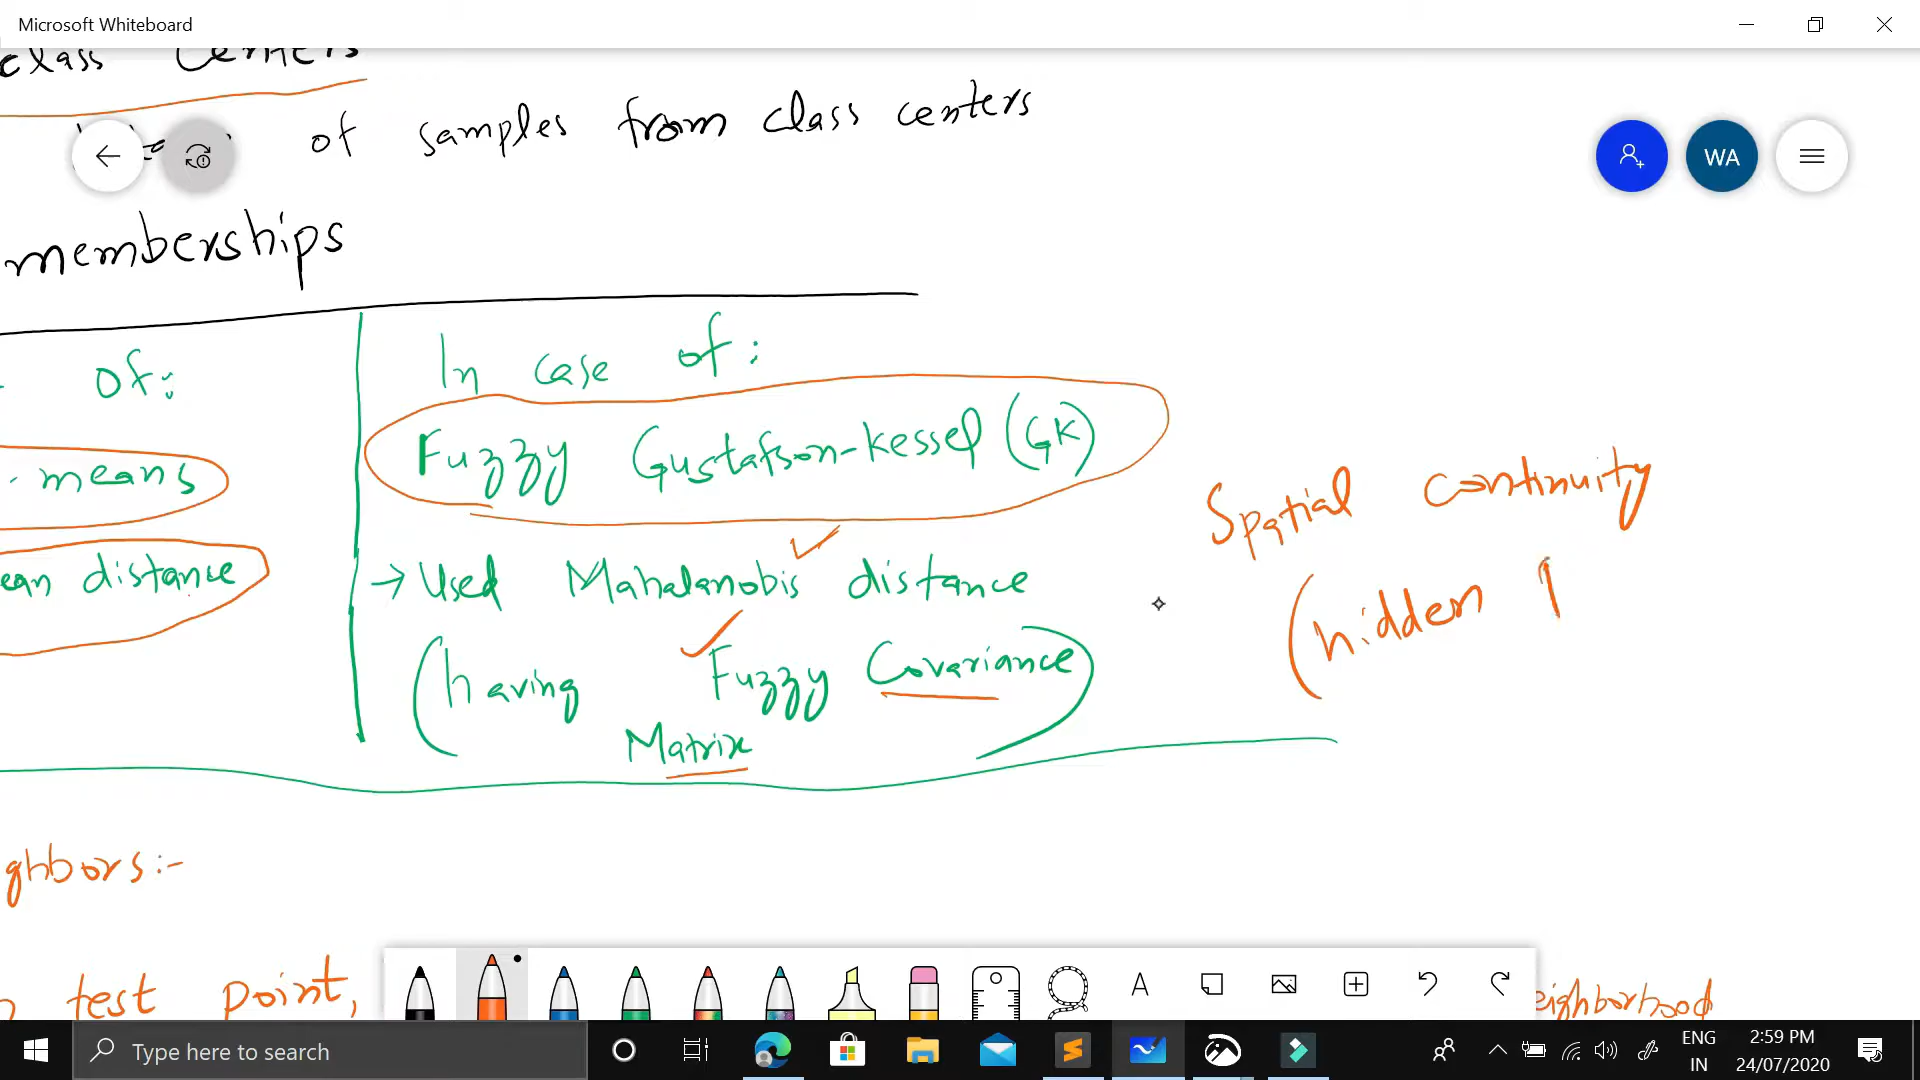 Microsoft Whiteboard
class Centers
of samples from class centers
WA
memberships
of:
In case of:
means
Fuzzy Gustafson-kessel (GK)
Spatial continuity
ean distance
→ Used Mahalanobis distance
(hidden
(having Fuzzy Covariance)
Matrix
ghbors:-
test point,
eighborhood
A
Type here to search
ENG
IN
2:59 PM
24/07/2020